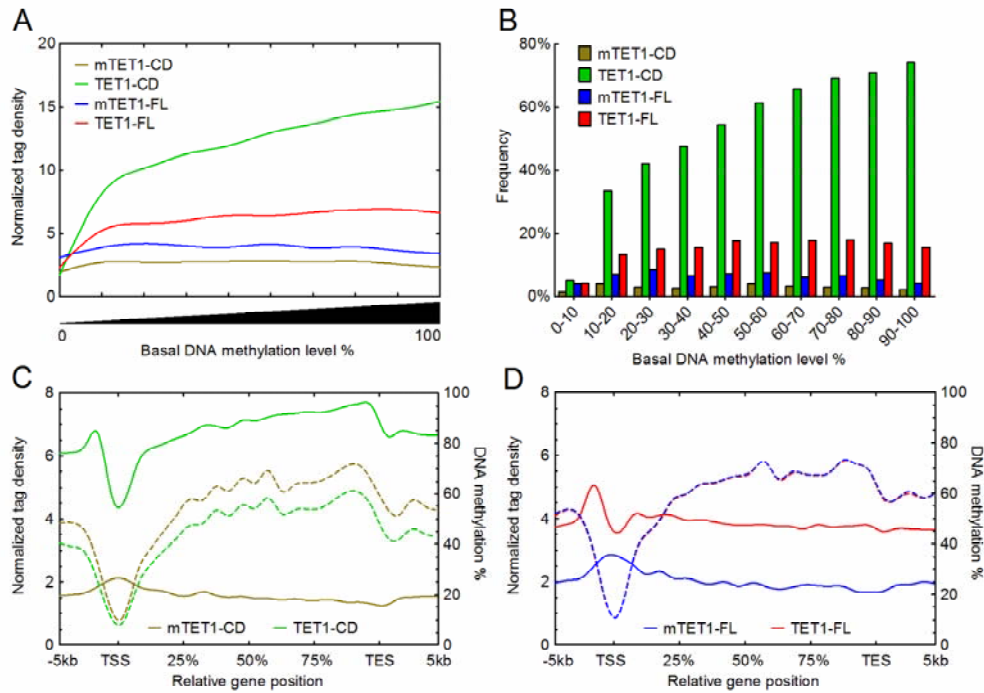 A
20
15
10
5
0
Normalized tag density
mTET1-CD
TET1-CD
mTET1-FL
TET1-FL
0
100
Basal DNA methylation level %
B
80%
60%
40%
20%
0%
Frequency
mTET1-CD
TET1-CD
mTET1-FL
TET1-FL
0-10
10-20
20-30
30-40
40-50
50-60
60-70
70-80
80-90
90-100
Basal DNA methylation level %
C
8
6
4
2
0
Normalized tag density
100
80
60
40
20
0
DNA methylation %
mTET1-CD
TET1-CD
-5kb
TSS
25%
50%
75%
TES
5kb
Relative gene position
D
8
6
4
2
0
Normalized tag density
100
80
60
40
20
0
DNA methylation %
mTET1-FL
TET1-FL
-5kb
TSS
25%
50%
75%
TES
5kb
Relative gene position